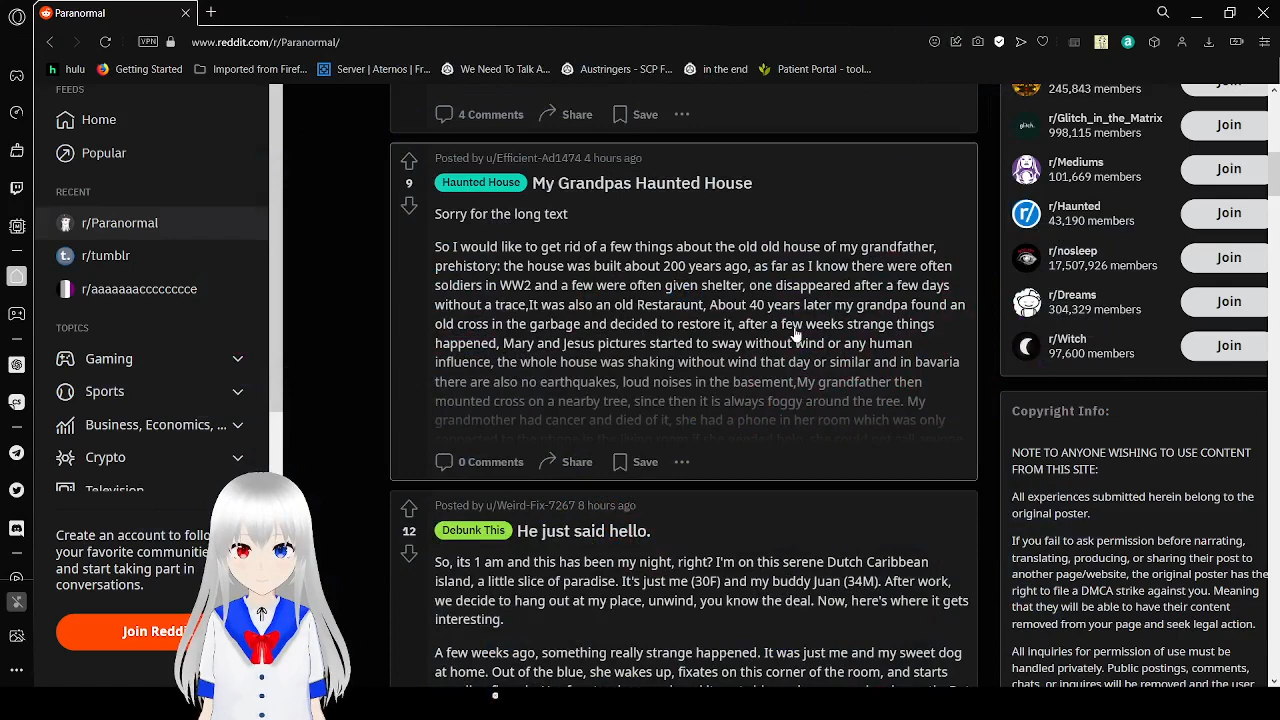 Paranormal
www.reddit.com/r/Paranormal/
VPN
hulu
Getting Started
Imported from Firef...
Server | Aternos | Fr...
We Need To Talk A...
Austringers - SCP F...
in the end
Patient Portal - tool...
FEEDS
Home
Popular
RECENT
r/Paranormal
r/tumblr
r/aaaaaaccccccccce
TOPICS
Gaming
Sports
Business, Economics, ...
Crypto
Television
Create an account to follo
your favorite communities
and start taking part in
conversations.
Join Reddi
4 Comments
Share
Save
Posted by u/Efficient-Ad1474 4 hours ago
9
Haunted House
My Grandpas Haunted House
Sorry for the long text
So I would like to get rid of a few things about the old old house of my grandfather,
prehistory: the house was built about 200 years ago, as far as I know there were often
soldiers in WW2 and a few were often given shelter, one disappeared after a few days
without a trace,It was also an old Restaraunt, About 40 years later my grandpa found an
old cross in the garbage and decided to restore it, after a few weeks strange things
happened, Mary and Jesus pictures started to sway without wind or any human
influence, the whole house was shaking without wind that day or similar and in bavaria
there are also no earthquakes, loud noises in the basement,My grandfather then
mounted cross on a nearby tree, since then it is always foggy around the tree. My
grandmother had cancer and died of it, she had a phone in her room which was only
connected to the phone in the living room if she needed help, she could not call anyone
0 Comments
Share
Save
Posted by u/Weird-Fix-7267 8 hours ago
12
Debunk This
He just said hello.
So, its 1 am and this has been my night, right? I'm on this serene Dutch Caribbean
island, a little slice of paradise. It's just me (30F) and my buddy Juan (34M). After work,
we decide to hang out at my place, unwind, you know the deal. Now, here's where it gets
interesting.
A few weeks ago, something really strange happened. It was just me and my sweet dog
at home. Out of the blue, she wakes up, fixates on this corner of the room, and starts
245,843 members
Join
r/Glitch_in_the_Matrix
998,115 members
Join
r/Mediums
101,669 members
Join
r/Haunted
43,190 members
Join
r/nosleep
17,507,926 members
Join
r/Dreams
304,329 members
Join
r/Witch
97,600 members
Join
Copyright Info:
NOTE TO ANYONE WISHING TO USE CONTENT
FROM THIS SITE:
All experiences submitted herein belong to the
original poster.
If you fail to ask permission before narrating,
translating, producing, or sharing their post to
another page/website, the original poster has the
right to file a DMCA strike against you. Meaning
that they will be able to have their content
removed from your page and seek legal action.
All inquiries for permission of use must be
handled privately. Public postings, comments,
chats, or inquires will be removed and the user